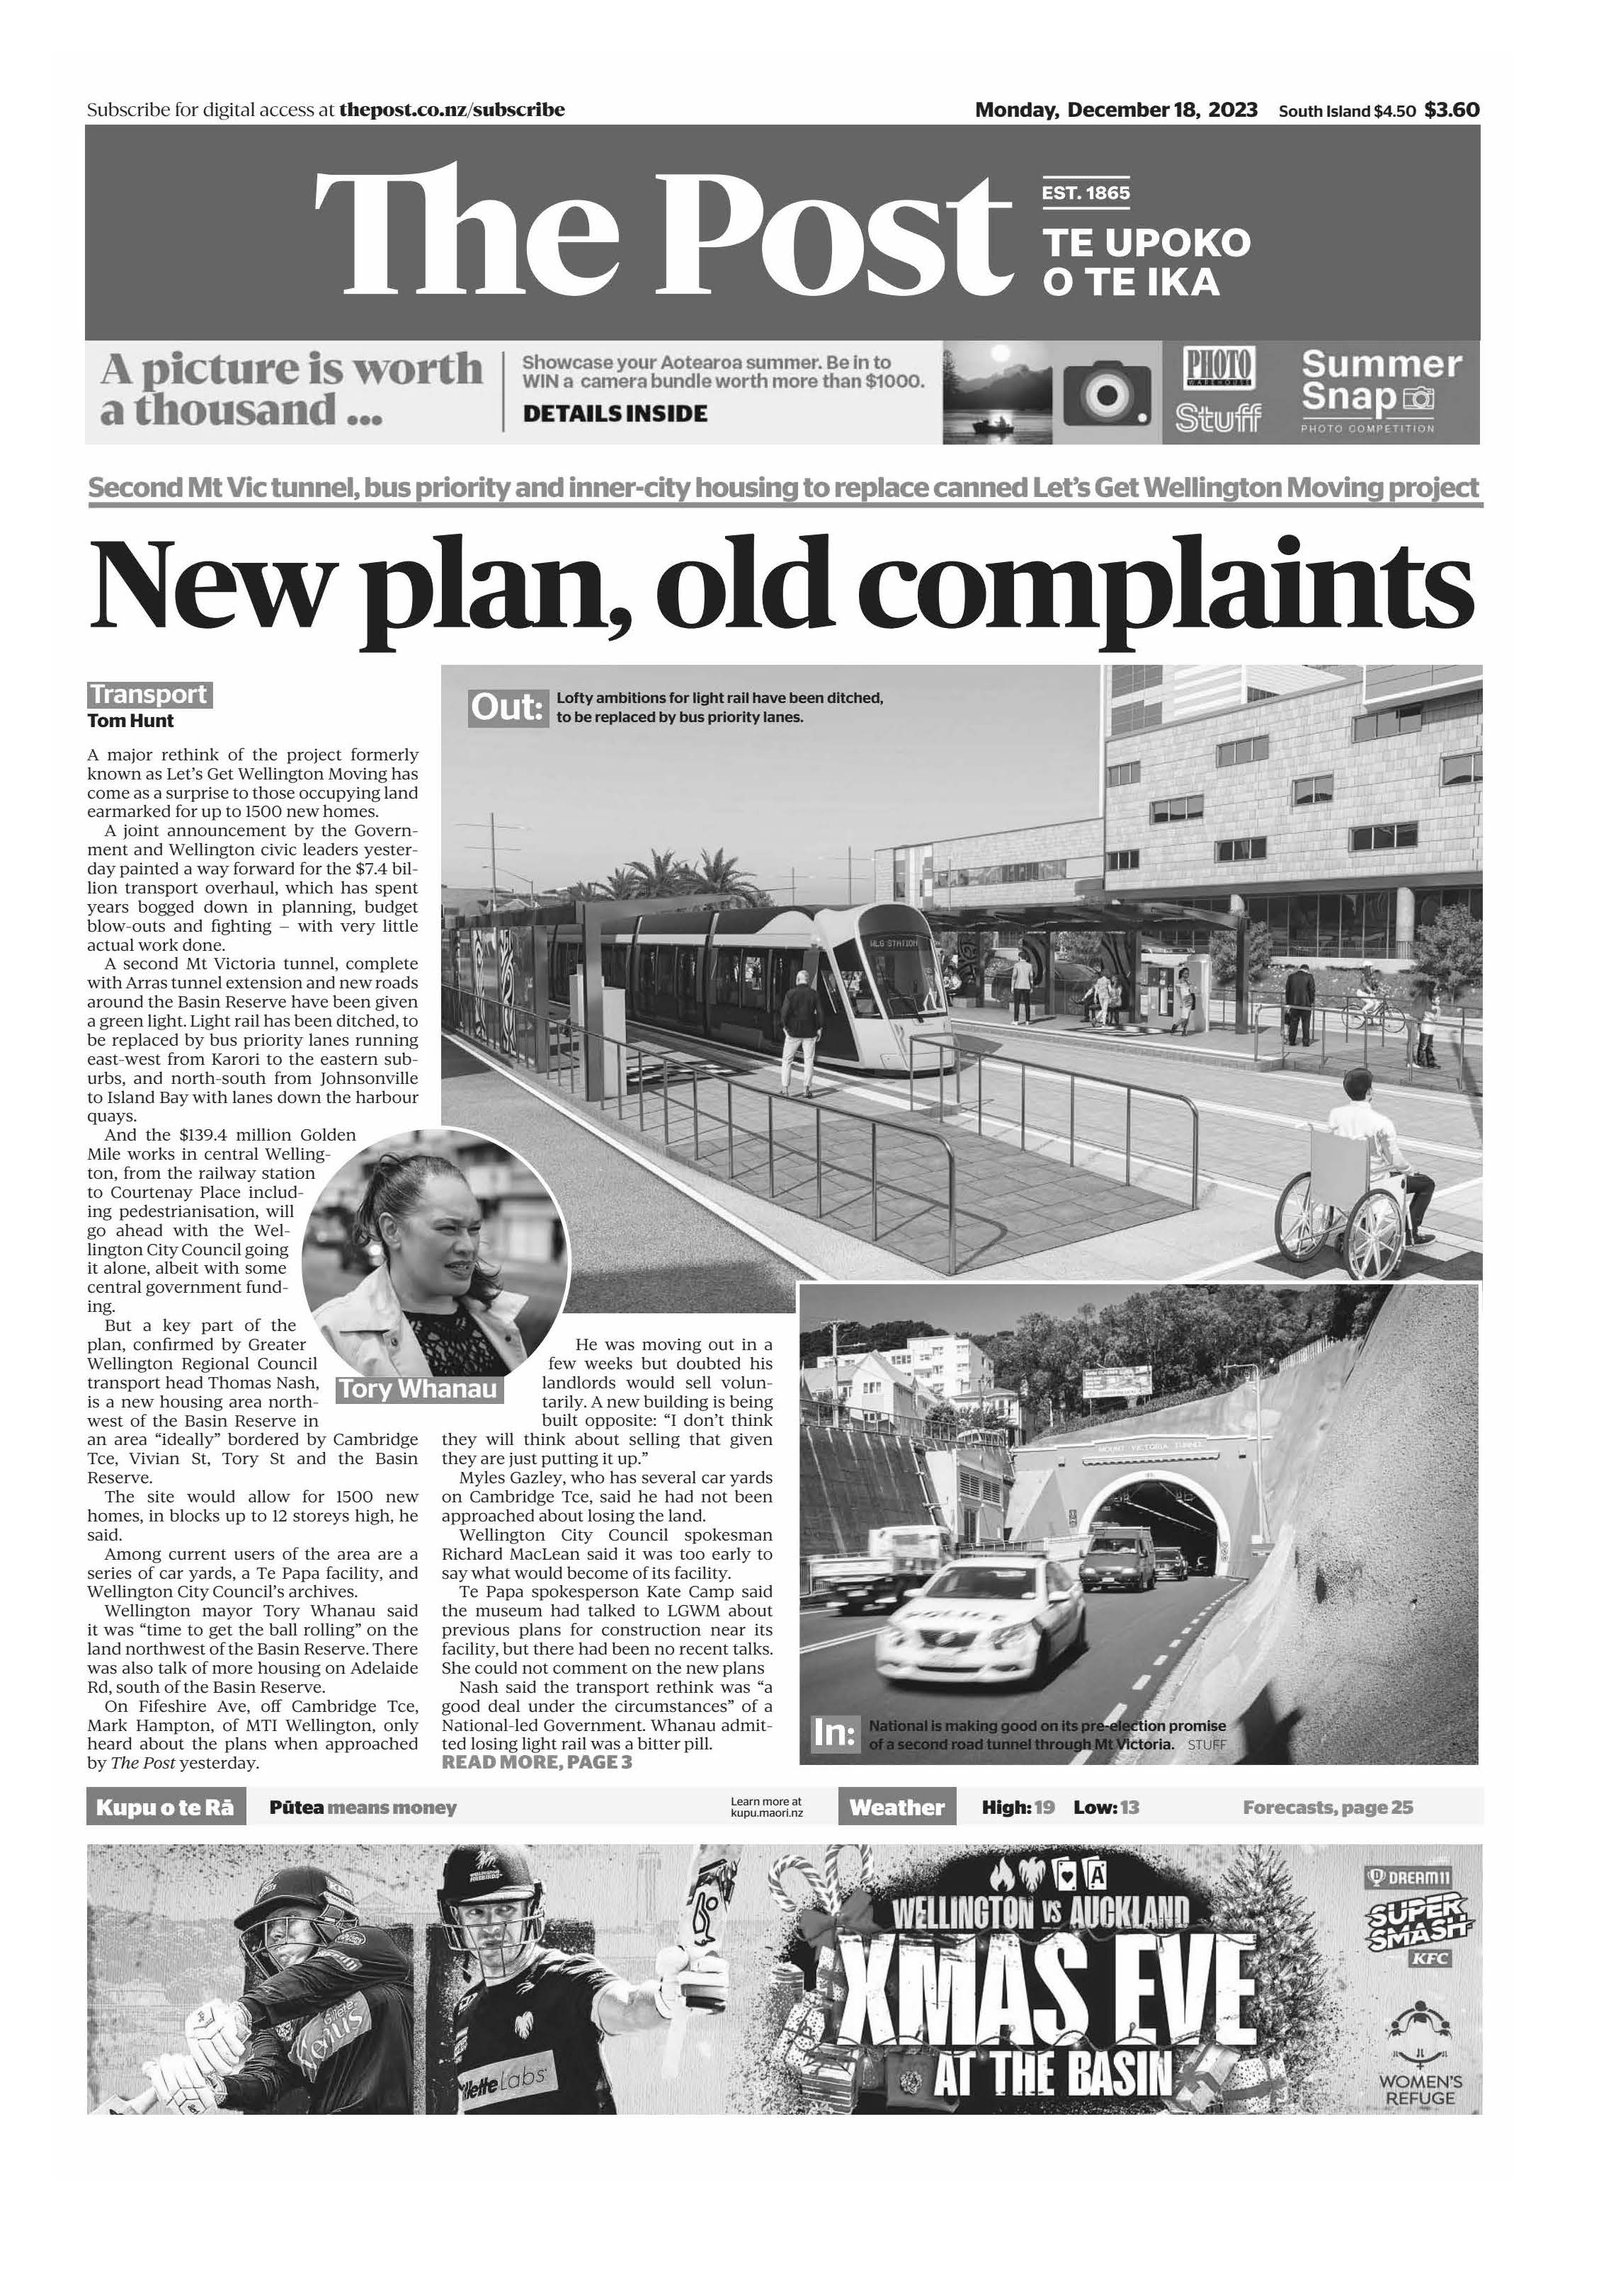 Subscribe for digital access at thepost.co.nz/subscribe
Monday, December 18, 2023 South Island $4.50 $3.60
The Post
EST. 1865
TE UPOKO
O TE IKA
A picture is worth
a thousand ...
Showcase your Aotearoa summer. Be in to
WIN a camera bundle worth more than $1000.
DETAILS INSIDE
PHOTO
WAREHOUSE
Stuff
Summer
Snap
PHOTO COMPETITION
Second Mt Vic tunnel, bus priority and inner-city housing to replace canned Let's Get Wellington Moving project
New plan, old complaints
Transport
Tom Hunt
A major rethink of the project formerly
known as Let's Get Wellington Moving has
come as a surprise to those occupying land
earmarked for up to 1500 new homes.
A joint announcement by the Govern-
ment and Wellington civic leaders yester-
day painted a way forward for the $7.4 bil-
lion transport overhaul, which has spent
years bogged down in planning, budget
blow-outs and fighting – with very little
actual work done.
A second Mt Victoria tunnel, complete
with Arras tunnel extension and new roads
around the Basin Reserve have been given
a green light. Light rail has been ditched, to
be replaced by bus priority lanes running
east-west from Karori to the eastern sub-
urbs, and north-south from Johnsonville
to Island Bay with lanes down the harbour
quays.
And the $139.4 million Golden
Mile works in central Welling-
ton, from the railway station
to Courtenay Place includ-
ing pedestrianisation, will
go ahead with the Wel-
lington City Council going
it alone, albeit with some
central government fund-
ing.
But a key part of the
plan, confirmed by Greater
Wellington Regional Council
transport head Thomas Nash,
is a new housing area north-
west of the Basin Reserve in
an area "ideally" bordered by Cambridge
Tce, Vivian St, Tory St and the Basin
Reserve.
The site would allow for 1500 new
homes, in blocks up to 12 storeys high, he
said.
Among current users of the area are a
series of car yards, a Te Papa facility, and
Wellington City Council's archives.
Wellington mayor Tory Whanau said
it was "time to get the ball rolling" on the
land northwest of the Basin Reserve. There
was also talk of more housing on Adelaide
Rd, south of the Basin Reserve.
On Fifeshire Ave, off Cambridge Tce,
Mark Hampton, of MTI Wellington, only
heard about the plans when approached
by The Post yesterday.
Out:
Lofty ambitions for light rail have been ditched,
to be replaced by bus priority lanes.
WLG STATION
Tory Whanau
He was moving out in a
few weeks but doubted his
landlords would sell volun-
tarily. A new building is being
built opposite: "I don't think
they will think about selling that given
they are just putting it up."
Myles Gazley, who has several car yards
on Cambridge Tce, said he had not been
approached about losing the land.
Wellington City Council spokesman
Richard MacLean said it was too early to
say what would become of its facility.
Te Papa spokesperson Kate Camp said
the museum had talked to LGWM about
previous plans for construction near its
facility, but there had been no recent talks.
She could not comment on the new plans
Nash said the transport rethink was "a
good deal under the circumstances" of a
National-led Government. Whanau admit-
ted losing light rail was a bitter pill.
READ MORE, PAGE 3
MOUNT VICTORIA TUNNEL
POLICE
In:
National is making good on its pre-election promise
of a second road tunnel through Mt Victoria. STUFF
Kupu o te Rā
Pūtea means money
Learn more at
kupu.maori.nz
Weather
High: 19 Low: 13
Forecasts, page 25
A
WELLINGTON VS AUCKLAND
XMAS EVE
AT THE BASIN
DREAM11
SUPER
SMASH
KFC
WOMEN'S
REFUGE